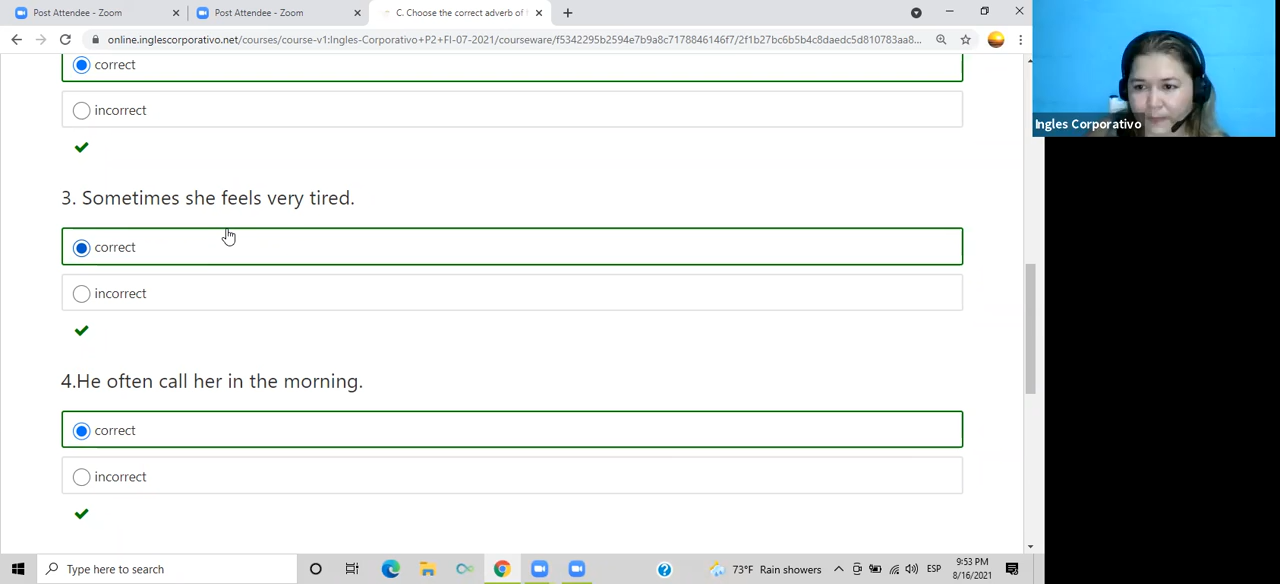 Post Attendee - Zoom
Post Attendee - Zoom
C. Choose the correct adverb of
online.inglescorporativo.net/courses/course-v1:Ingles-Corporativo+P2+FI-07-2021/courseware/f5342295b2594e7b9a8c7178846146f7/2f1b27bc6b5b4c8daedc5d810783aa8...
correct
incorrect
3. Sometimes she feels very tired.
correct
incorrect
4.He often call her in the morning.
correct
incorrect
Ingles Corporativo
Type here to search
73°F Rain showers
ESP
9:53 PM
8/16/2021